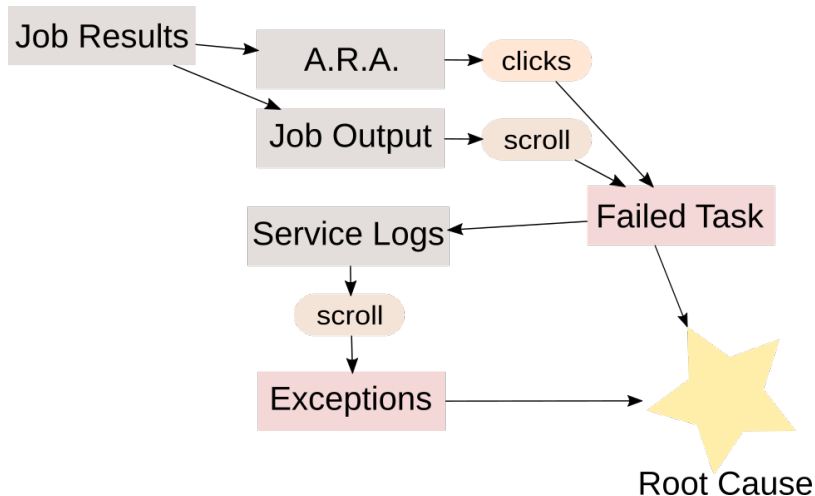 Job Results
A.R.A.
clicks
Job Output
scroll
Failed Task
Service Logs
scroll
Exceptions
Root Cause